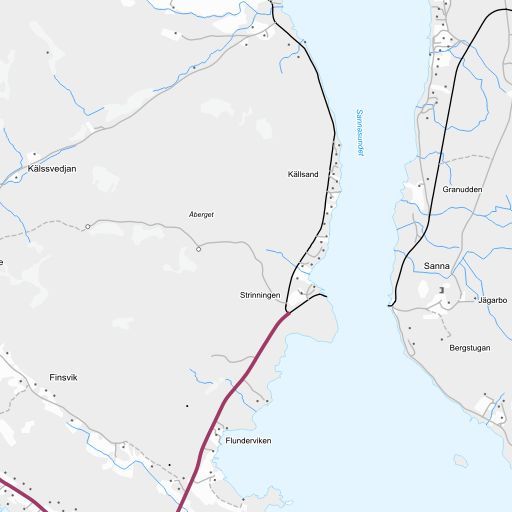 Sannasundet
Källsvedjan
Källsand
Granudden
Åberget
Sanna
e
Strinningen
Jägarbo
Bergstugan
Finsvik
Flunderviken